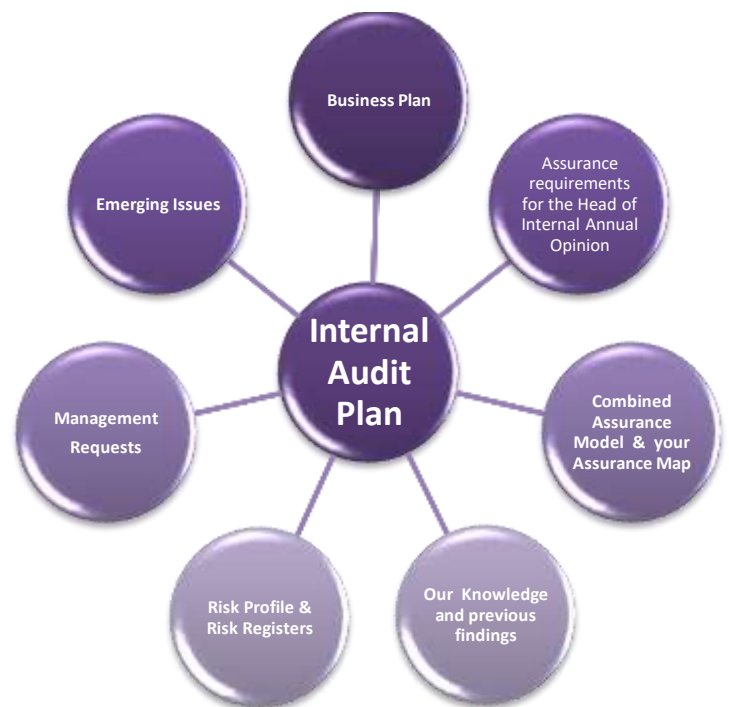 Business Plan
Assurance
requirements
for the Head of
Internal Annual
Opinion
Emerging Issues
Internal
Audit
Plan
Combined
Assurance
Model & your
Assurance Map
Management
Requests
Our Knowledge
and previous
findings
Risk Profile &
Risk Registers